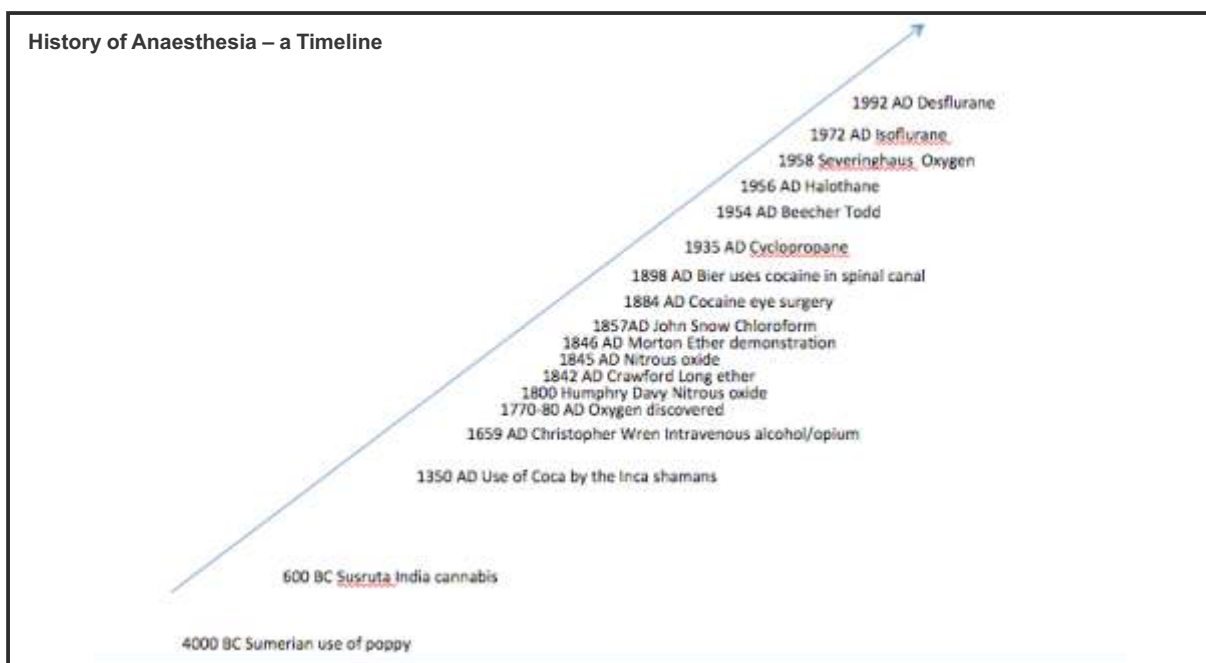 History of Anaesthesia – a Timeline
1992 AD Desflurane
1972 AD Isoflurane
1958 Severinghaus Oxygen
1956 AD Halothane
1954 AD Beecher Todd
1935 AD Cyclopropane
1898 AD Bier uses cocaine in spinal canal
1884 AD Cocaine eye surgery
1857AD John Snow Chloroform
1846 AD Morton Ether demonstration
1845 AD Nitrous oxide
1842 AD Crawford Long ether
1800 Humphry Davy Nitrous oxide
1770-80 AD Oxygen discovered
1659 AD Christopher Wren Intravenous alcohol/opium
1350 AD Use of Coca by the Inca shamans
600 BC Susruta India cannabis
4000 BC Sumerian use of poppy